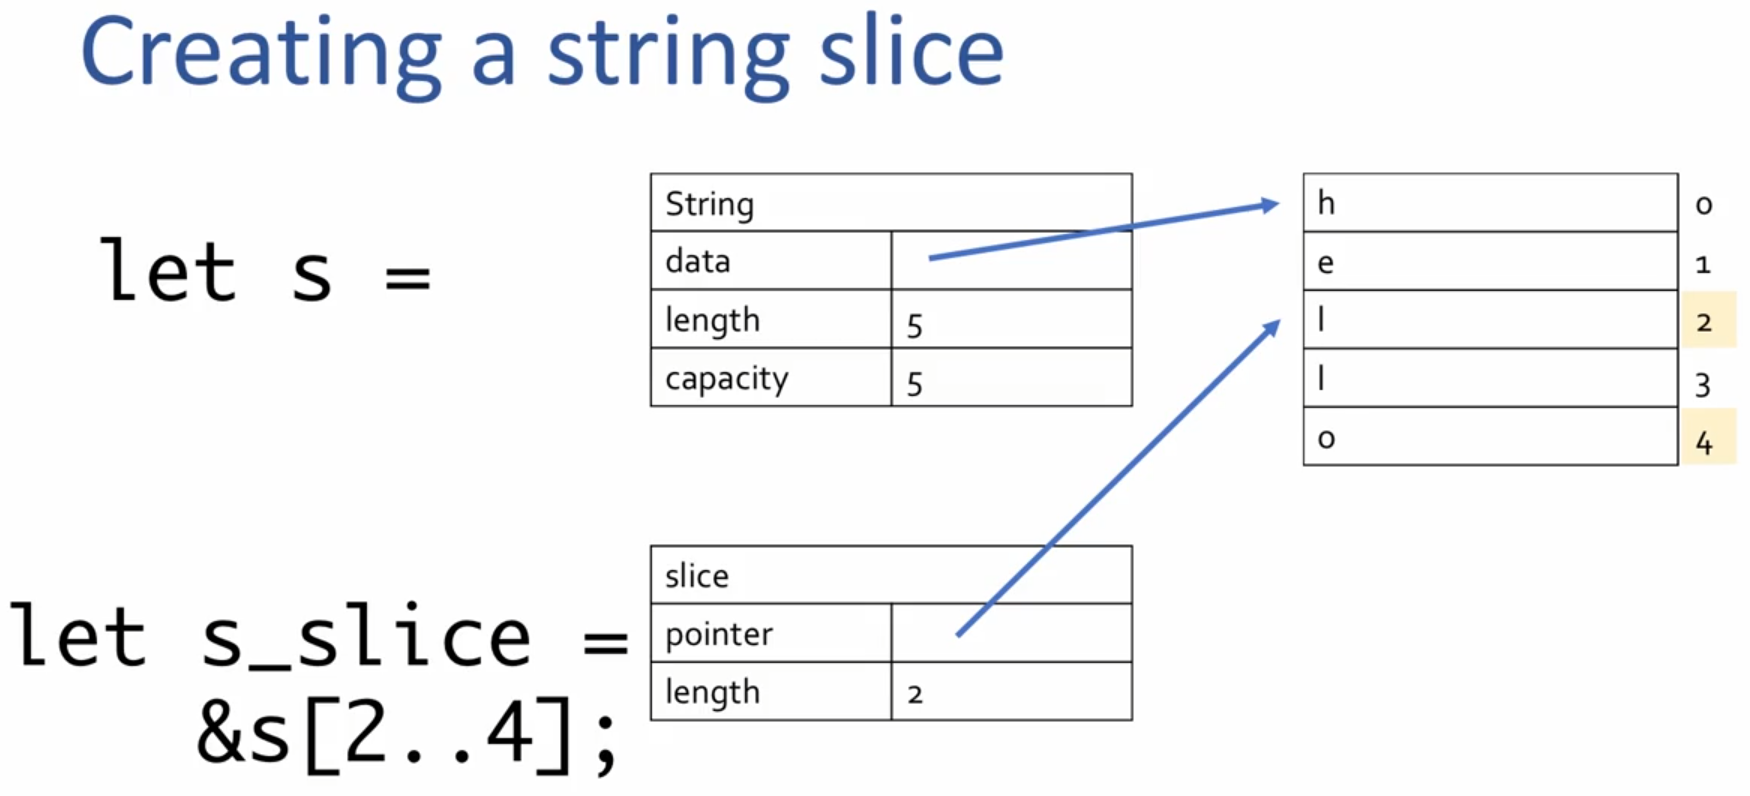 Creating a string slice
let s =
String
data
length 5
capacity 5
h 0
e 1
l 2
l 3
o 4
let s_slice =
&s[2..4];
slice
pointer
length 2